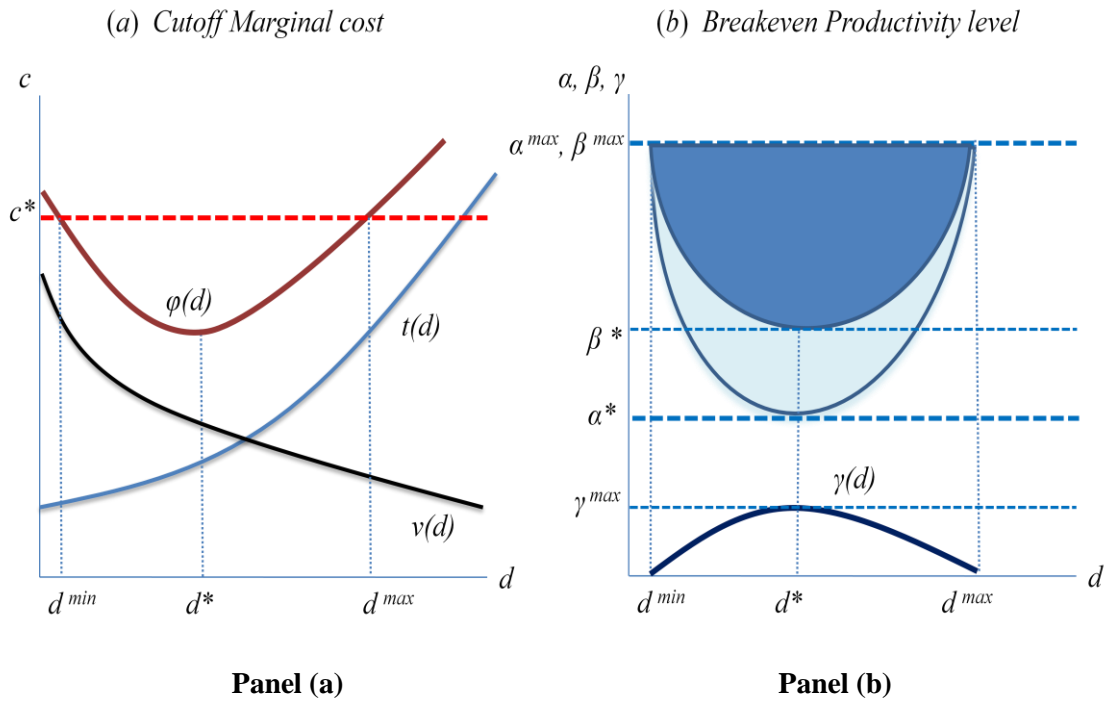 (a) Cutoff Marginal cost
(b) Breakeven Productivity level
c
c*
φ(d)
t(d)
v(d)
d
d min
d*
d max
α, β, γ
α max, β max
β*
α*
γ max
γ(d)
d
d min
d*
d max
Panel (a)
Panel (b)